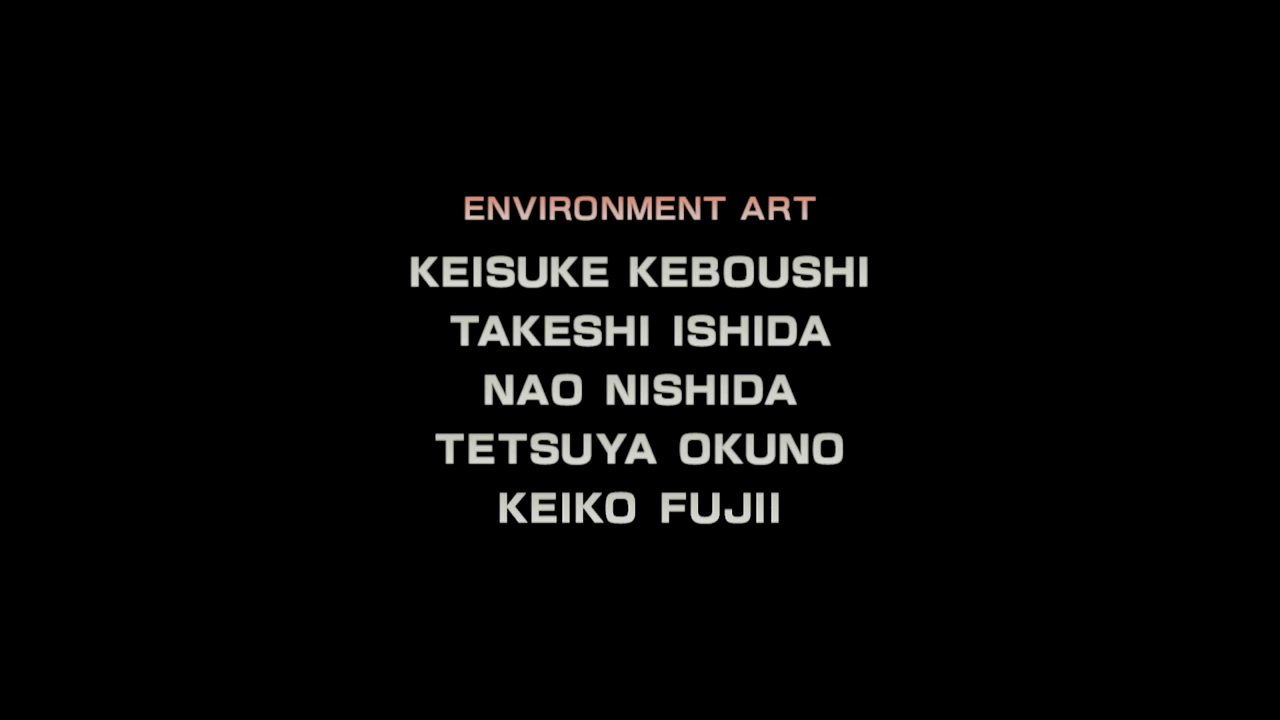 ENVIRONMENT ART
KEISUKE KEBOUSHI
TAKESHI ISHIDA
NAO NISHIDA
TETSUYA OKUNO
KEIKO FUJII